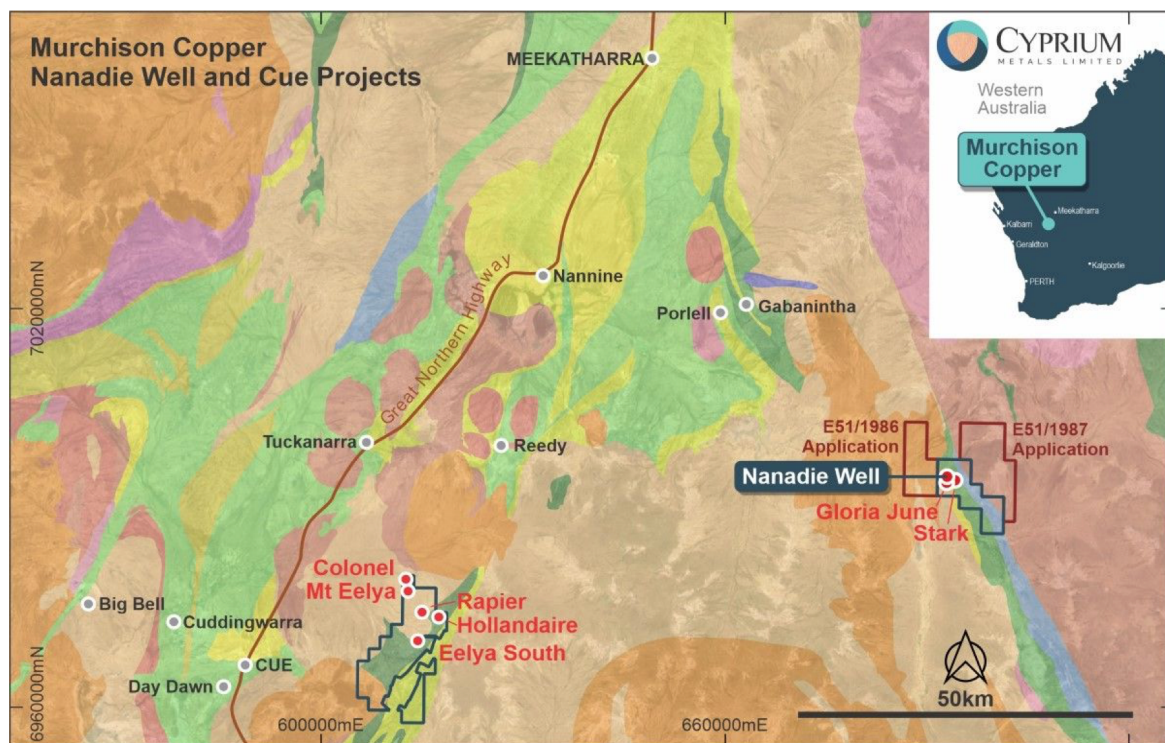 Murchison Copper
Nanadie Well and Cue Projects
MEEKATHARRA
CYPRIUM
METALS LIMITED
Western
Australia
Murchison
Copper
Meekatharra
Kalbarri
Geraldton
Kalgoorlie
PERTH
7020000mN
Great Northern Highway
Nannine
Porlell
Gabanintha
Tuckanarra
Reedy
E51/1986
Application
E51/1987
Application
Nanadie Well
Gloria June
Stark
Colonel
Mt Eelya
Rapier
Hollandaire
Eelya South
Big Bell
Cuddingwarra
CUE
Day Dawn
6960000mN
600000mE
660000mE
50km